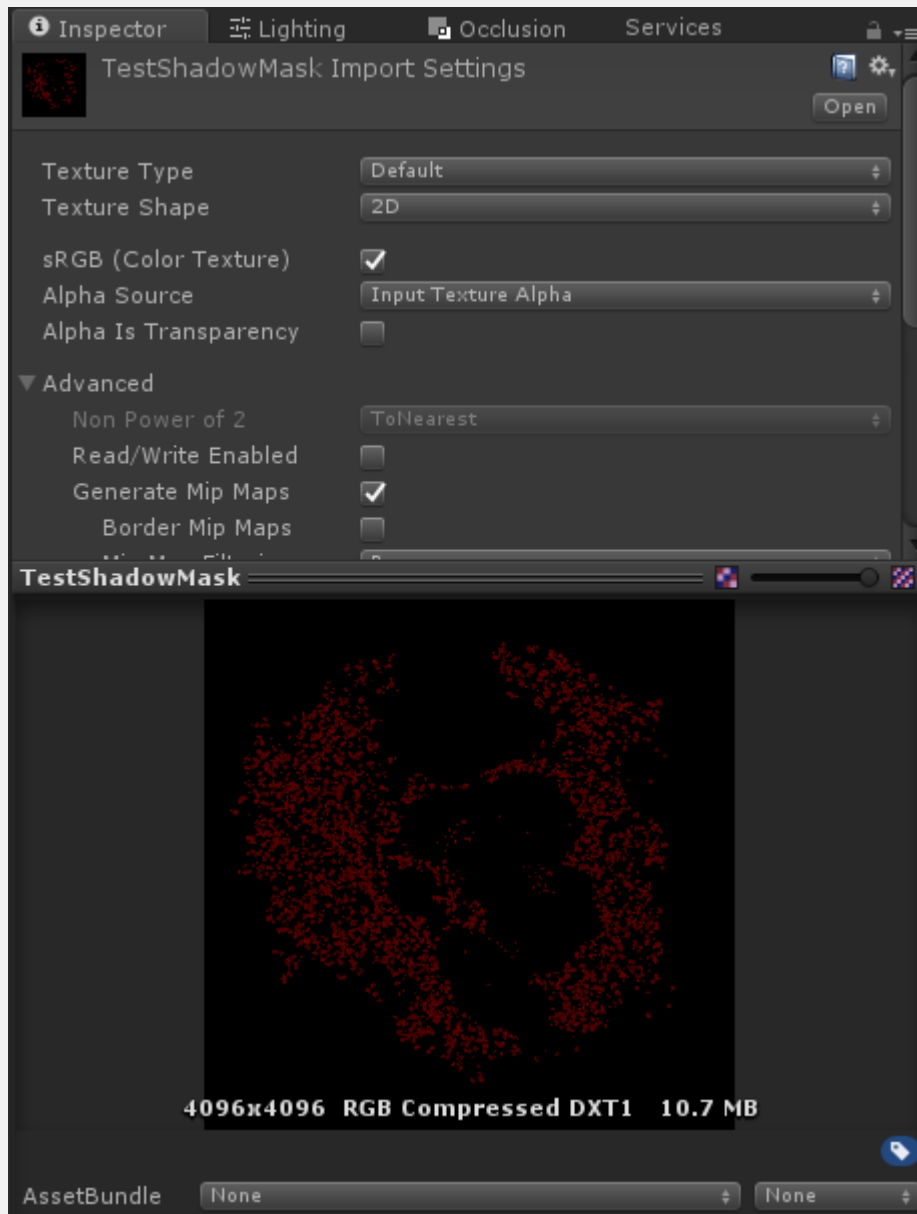 Inspector Lighting Occlusion Services
TestShadowMask Import Settings
Open
Texture Type Default
Texture Shape 2D
sRGB (Color Texture)
Alpha Source Input Texture Alpha
Alpha Is Transparency
Advanced
Non Power of 2 ToNearest
Read/Write Enabled
Generate Mip Maps
Border Mip Maps
TestShadowMask
4096x4096 RGB Compressed DXT1 10.7 MB
AssetBundle None None